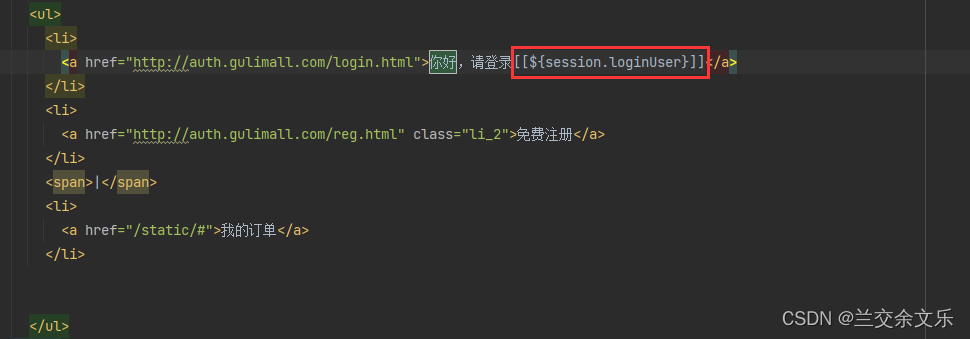 <ul>
<li>
<a href="http://auth.gulimall.com/login.html">你好，请登录[[${session.loginUser}]]</a>
</li>
<li>
<a href="http://auth.gulimall.com/reg.html" class="li_2">免费注册</a>
</li>
<span>|</span>
<li>
<a href="/static/#">我的订单</a>
</li>
</ul>
CSDN @兰交余文乐